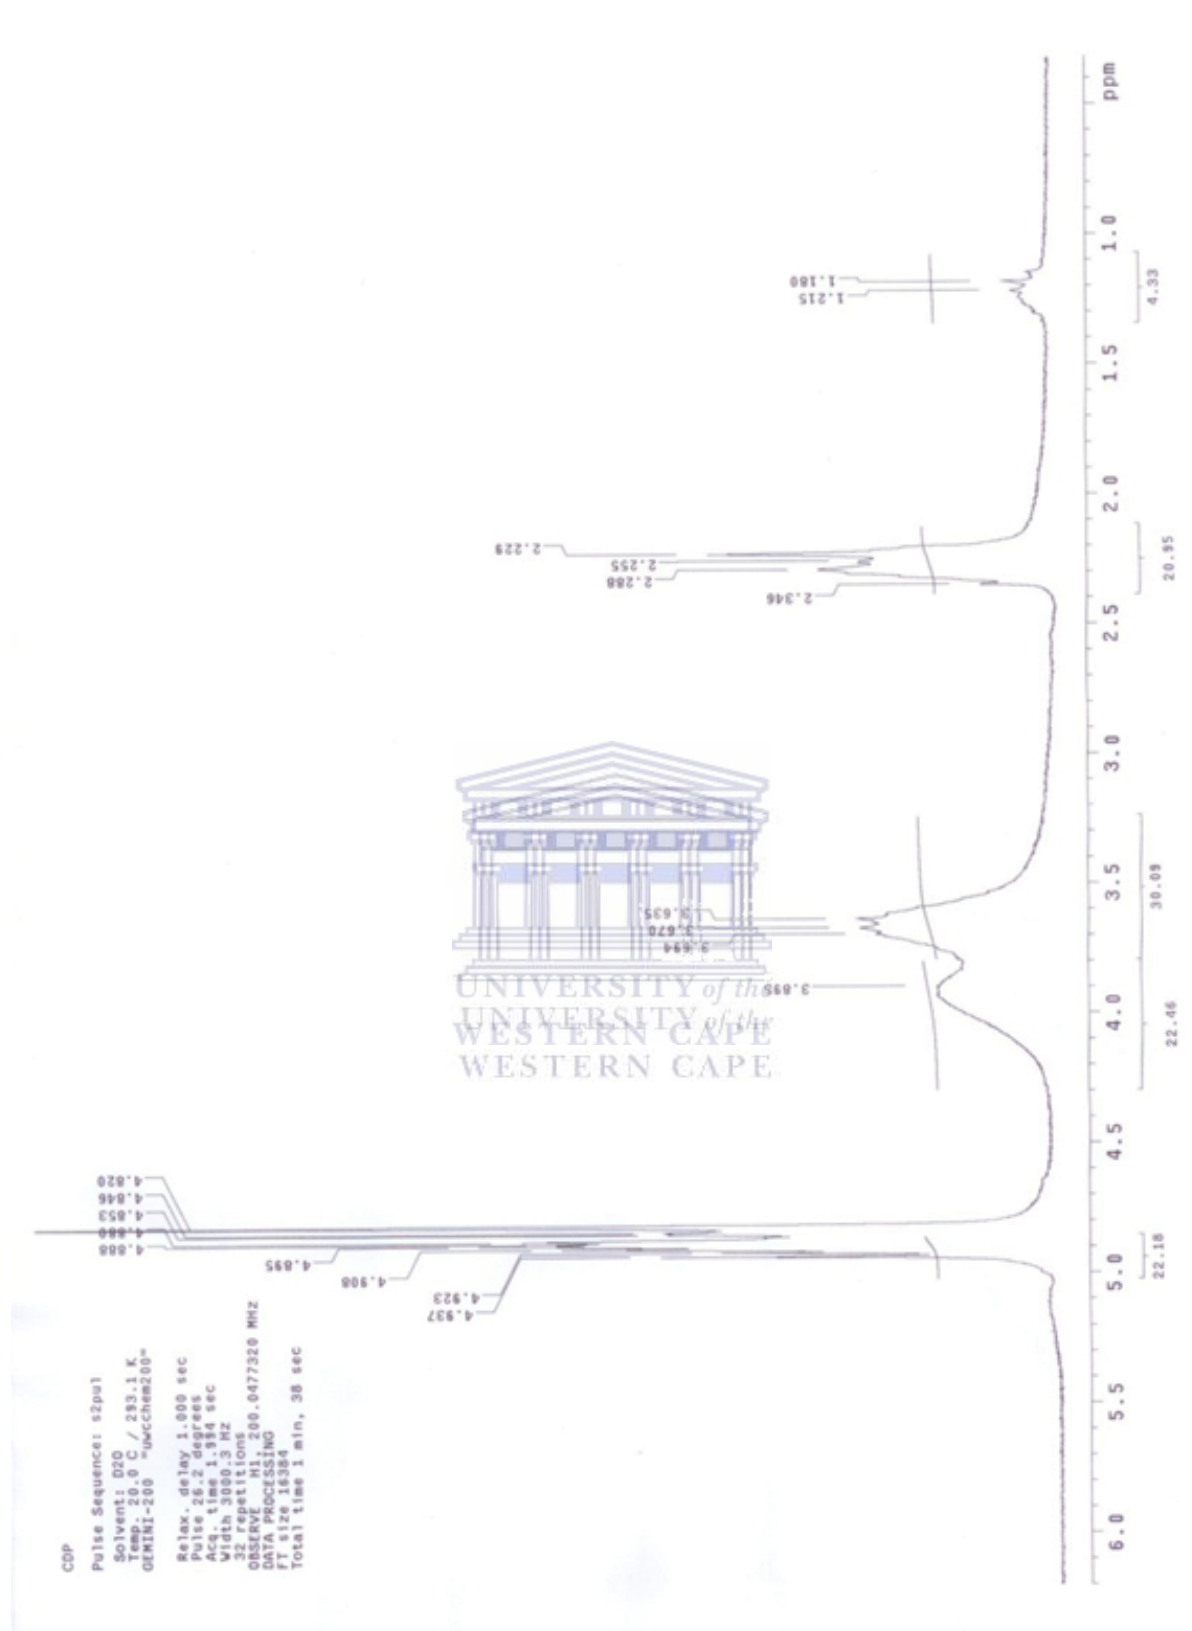 CDP
Pulse Sequence: s2pul
Solvent: D2O
Temp. 20.0 C / 293.1 K
GEMINI-200 "uwcchem200"
Relax. delay 1.000 sec
Pulse 26.2 degrees
Acq. time 1.994 sec
Width 3000.3 Hz
32 repetitions
OBSERVE H1, 200.0477320 MHz
DATA PROCESSING
FT size 16384
Total time 1 min, 38 sec
4.820
4.846
4.853
4.880
4.888
4.895
4.908
4.923
4.937
3.895
3.694
3.670
3.635
2.346
2.288
2.255
2.229
1.215
1.180
6.0 5.5 5.0 4.5 4.0 3.5 3.0 2.5 2.0 1.5 1.0 ppm
22.18 22.46 30.09 20.95 4.33
UNIVERSITY of the
WESTERN CAPE
UNIVERSITY of the
WESTERN CAPE